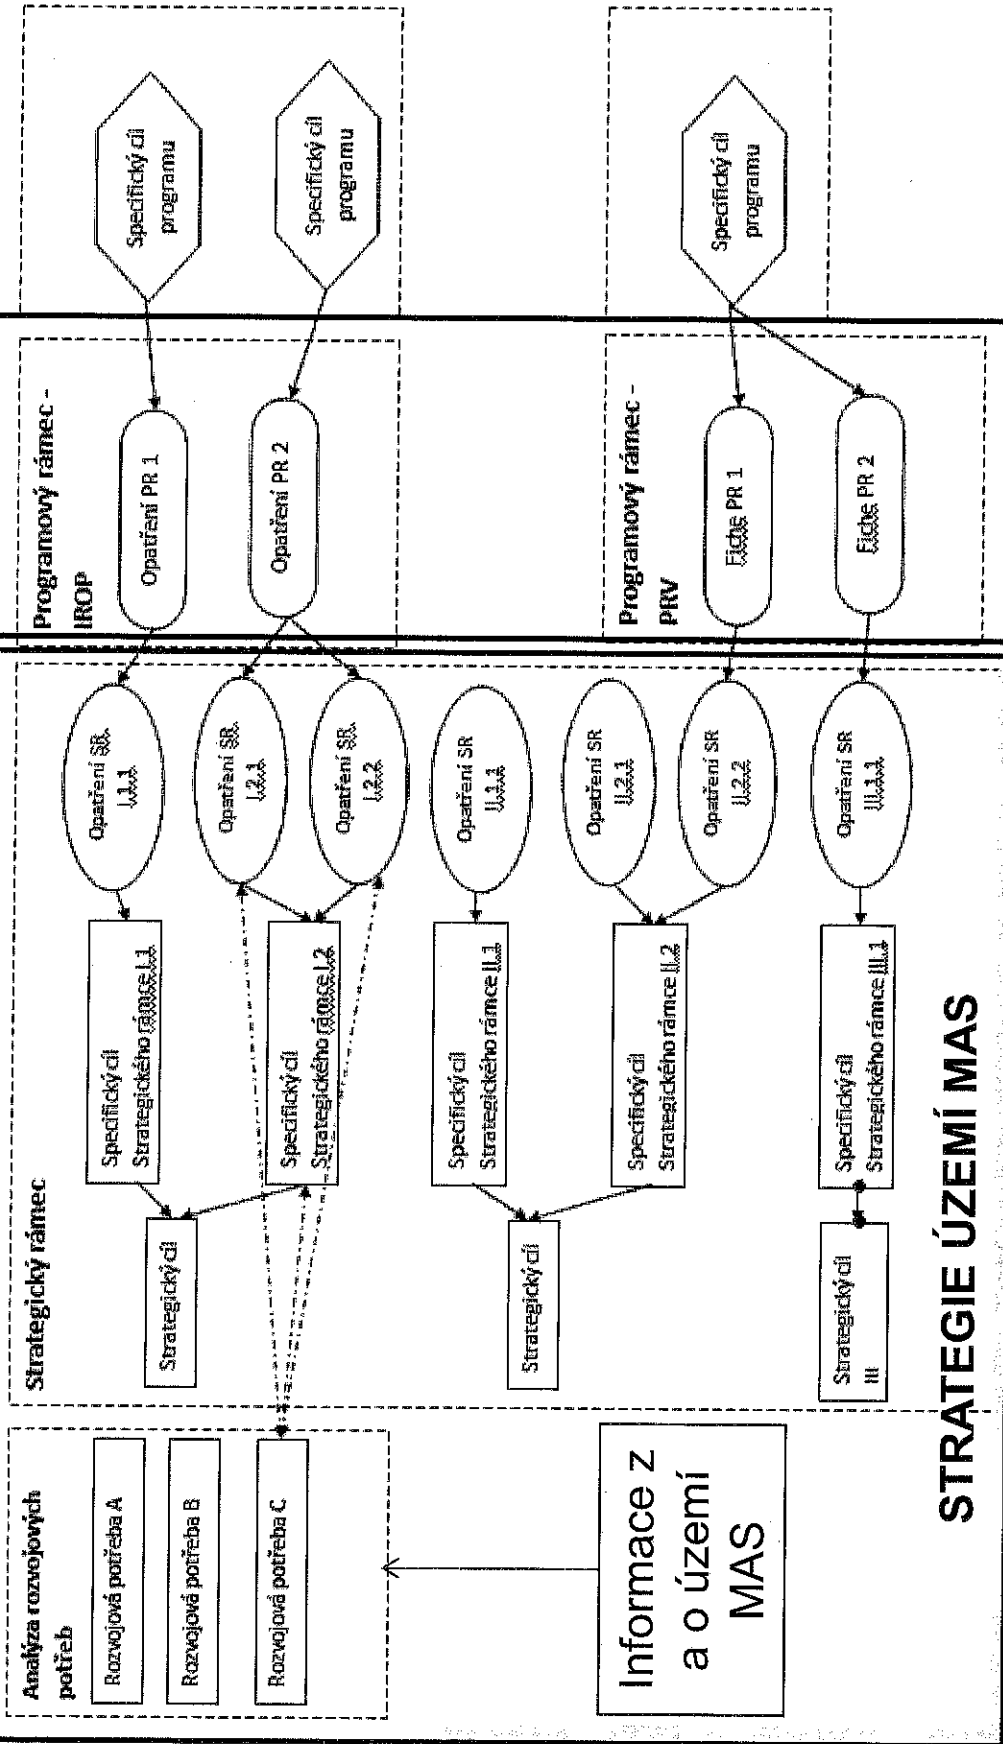 Analýza rozvojových
potřeb
Rozvojová potřeba A
Rozvojová potřeba B
Rozvojová potřeba C
Informace z
a o území
MAS
Strategický rámec
Strategický cíl
Strategický cíl
Strategický cíl
III
Specifický cíl
Strategického rámce I.1
Specifický cíl
Strategického rámce I.2
Specifický cíl
Strategického rámce II.1
Specifický cíl
Strategického rámce II.2
Specifický cíl
Strategického rámce III.1
Opatření SR
I.1.1
Opatření SR
I.2.1
Opatření SR
I.2.2
Opatření SR
II.1.1
Opatření SR
II.2.1
Opatření SR
II.2.2
Opatření SR
III.1.1
Programový rámec -
IROP
Opatření PR 1
Opatření PR 2
Programový rámec -
PRV
Fiche PR 1
Fiche PR 2
Specifický cíl
programu
Specifický cíl
programu
Specifický cíl
programu
STRATEGIE ÚZEMÍ MAS